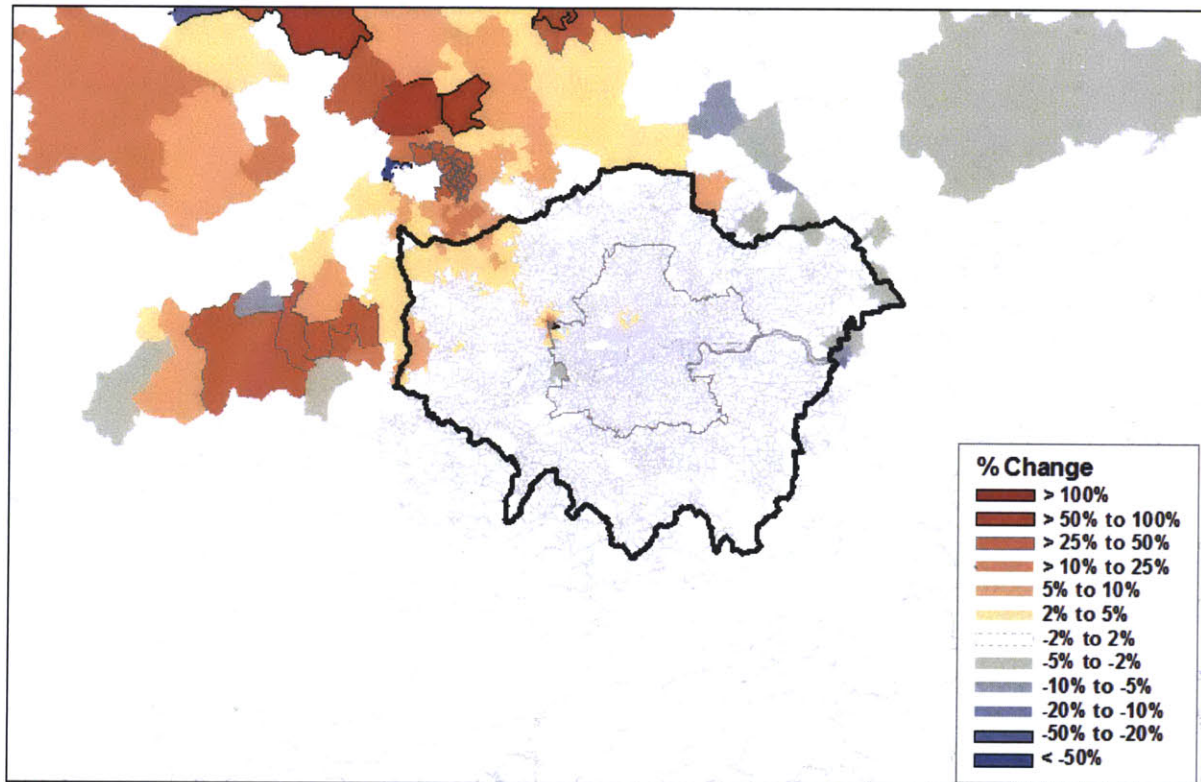 % Change
> 100%
> 50% to 100%
> 25% to 50%
> 10% to 25%
5% to 10%
2% to 5%
-2% to 2%
-5% to -2%
-10% to -5%
-20% to -10%
-50% to -20%
< -50%